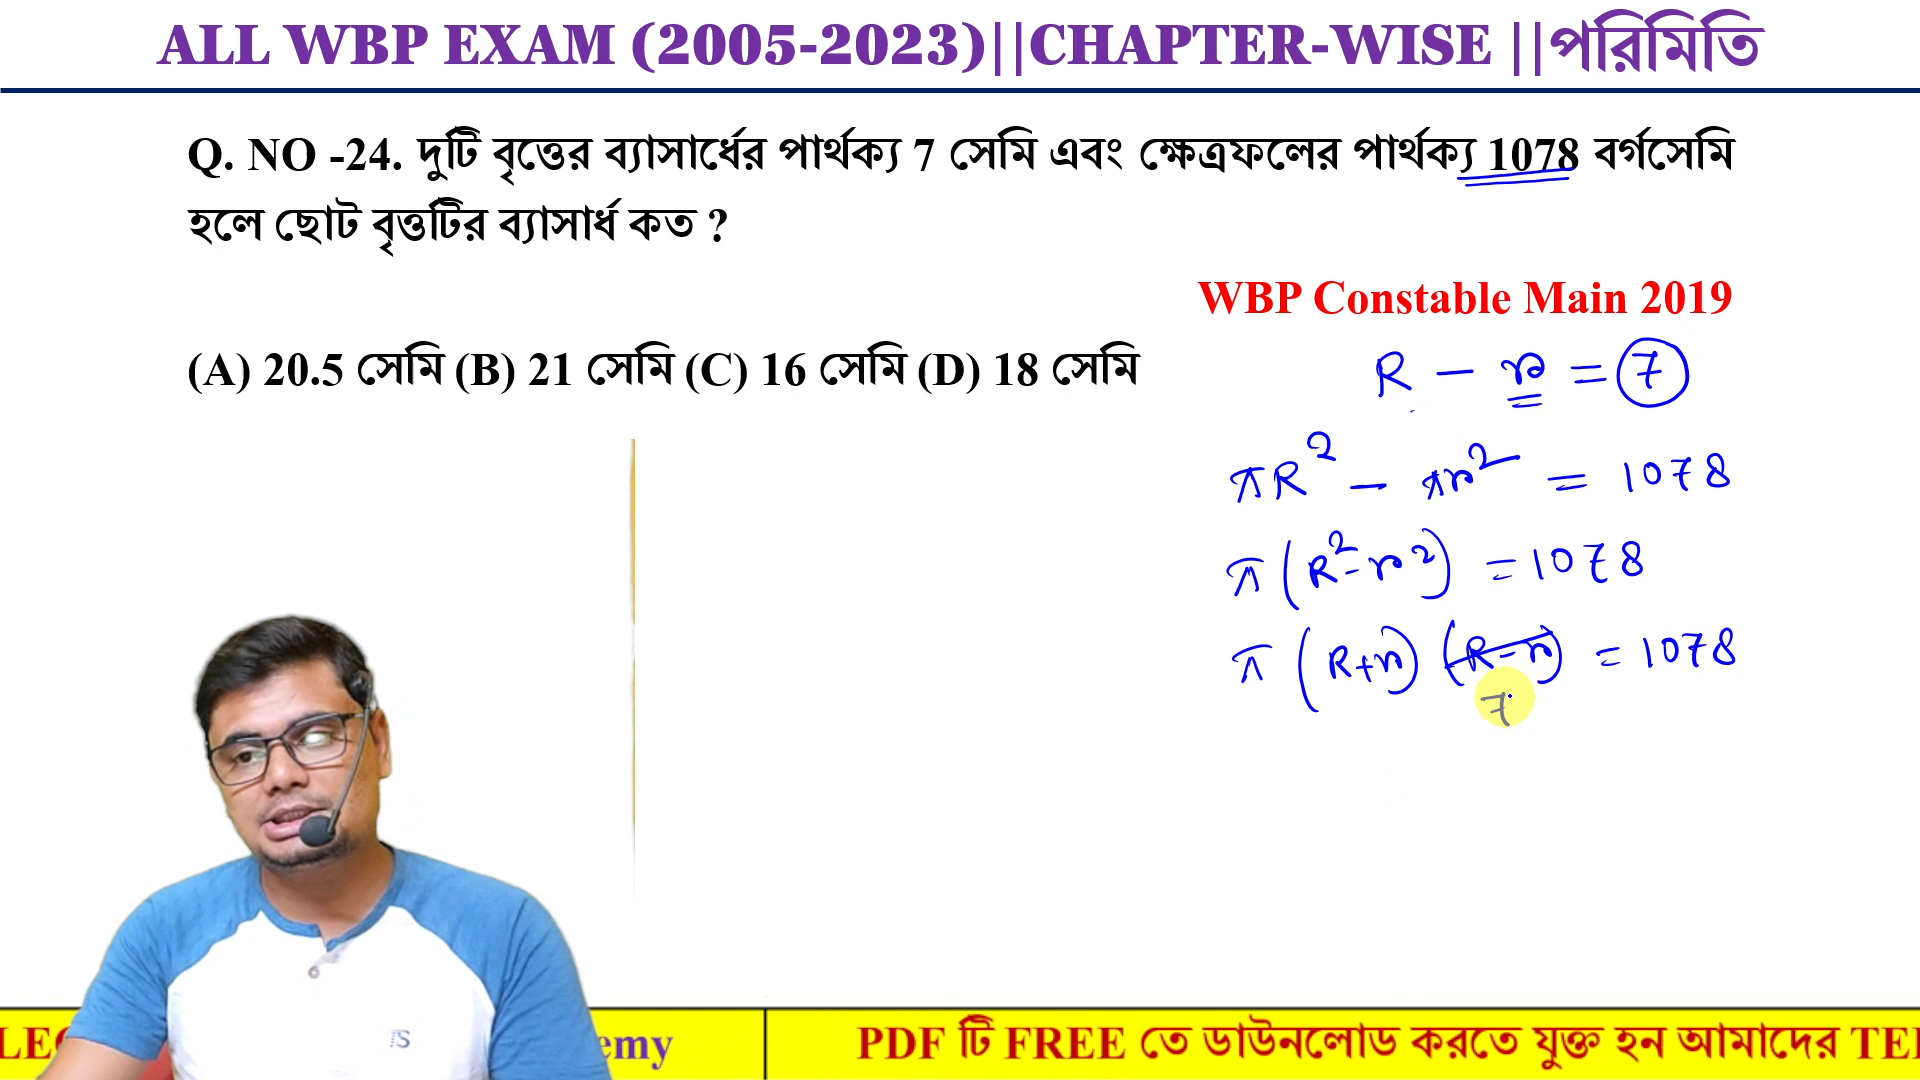 ALL WBP EXAM (2005-2023)||CHAPTER-WISE ||পরিমিতি
Q. NO -24. দুটি বৃত্তের ব্যাসার্ধের পার্থক্য 7 সেমি এবং ক্ষেত্রফলের পার্থক্য 1078 বর্গসেমি
হলে ছোট বৃত্তটির ব্যাসার্ধ কত ?
WBP Constable Main 2019
(A) 20.5 সেমি (B) 21 সেমি (C) 16 সেমি (D) 18 সেমি
R - r = 7
πR² - πr² = 1078
π(R²-r²) = 1078
π(R+r)(R-r) = 1078
7
emy
PDF টি FREE তে ডাউনলোড করতে যুক্ত হন আমাদের TE